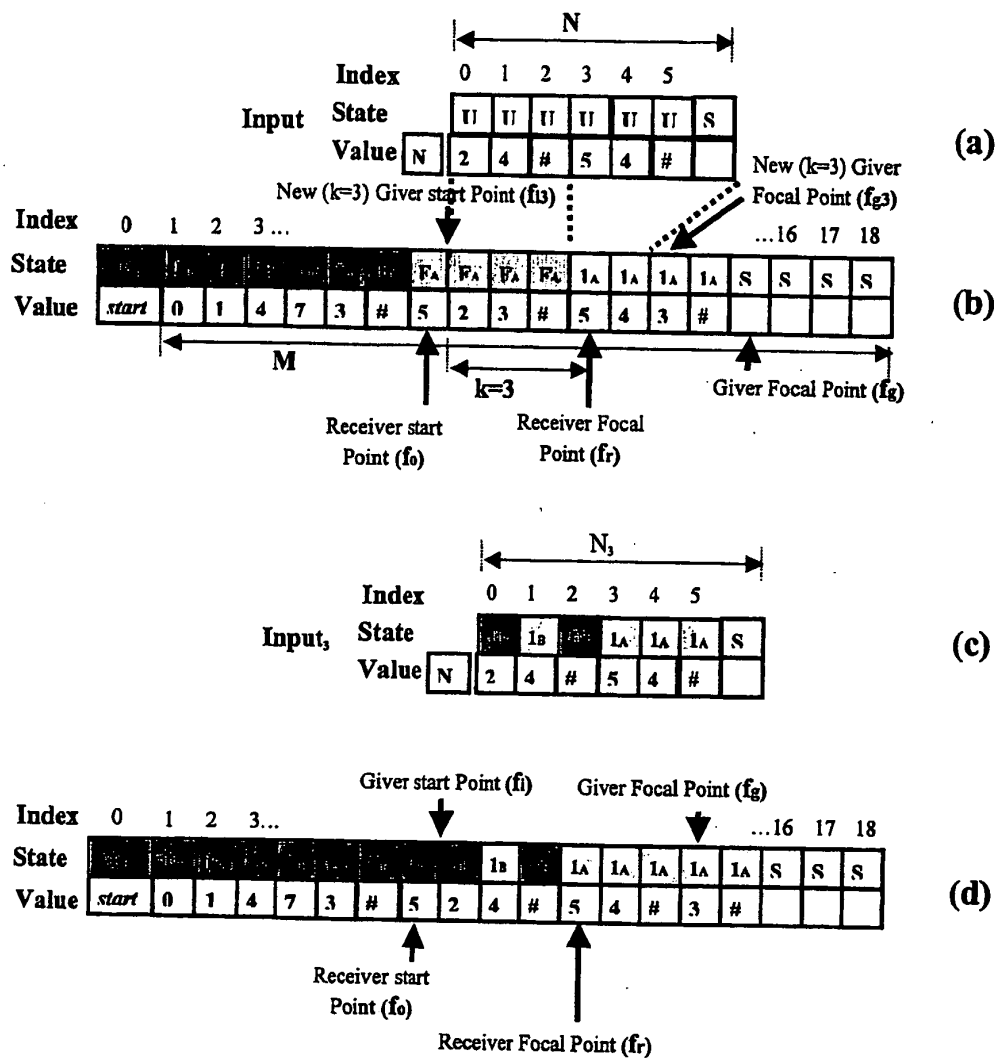 N
Index 0 1 2 3 4 5
Input State U U U U U U S
Value N 2 4 # 5 4 #
(a)
New (k=3) Giver start Point (fi3)
New (k=3) Giver
Focal Point (fg3)
Index 0 1 2 3 ... ...16 17 18
State FA FA FA FA 1A 1A 1A 1A S S S S
Value start 0 1 4 7 3 # 5 2 3 # 5 4 3 #
(b)
M
k=3
Giver Focal Point (fg)
Receiver start
Point (f0)
Receiver Focal
Point (fr)
N3
Index 0 1 2 3 4 5
Input3 State 1B 1A 1A 1A S
Value N 2 4 # 5 4 #
(c)
Giver start Point (fi)
Giver Focal Point (fg)
Index 0 1 2 3... ...16 17 18
State 1B 1A 1A 1A 1A 1A S S S
Value start 0 1 4 7 3 # 5 2 4 # 5 4 # 3 #
(d)
Receiver start
Point (f0)
Receiver Focal Point (fr)